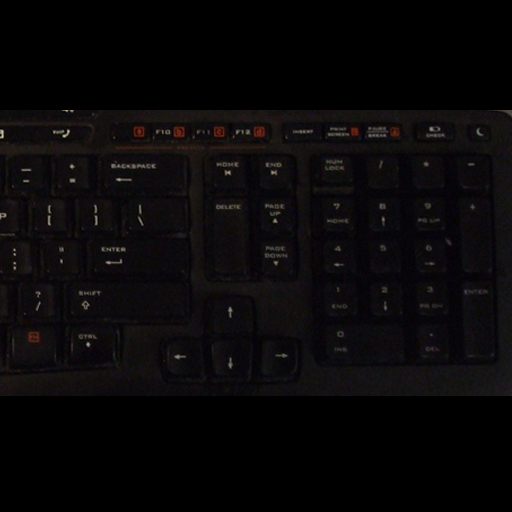 F10 b F11 c F12 d INSERT PRINT SCREEN PAUSE BREAK CHECK
- + BACKSPACE HOME END NUM LOCK / * -
_ =
P { } | DELETE PAGE UP 7 HOME 8 9 PG UP +
[ ] \
: " ENTER PAGE DOWN 4 5 6
; '
? SHIFT 1 END 2 3 PG DN ENTER
/
Fn CTRL 0 INS . DEL